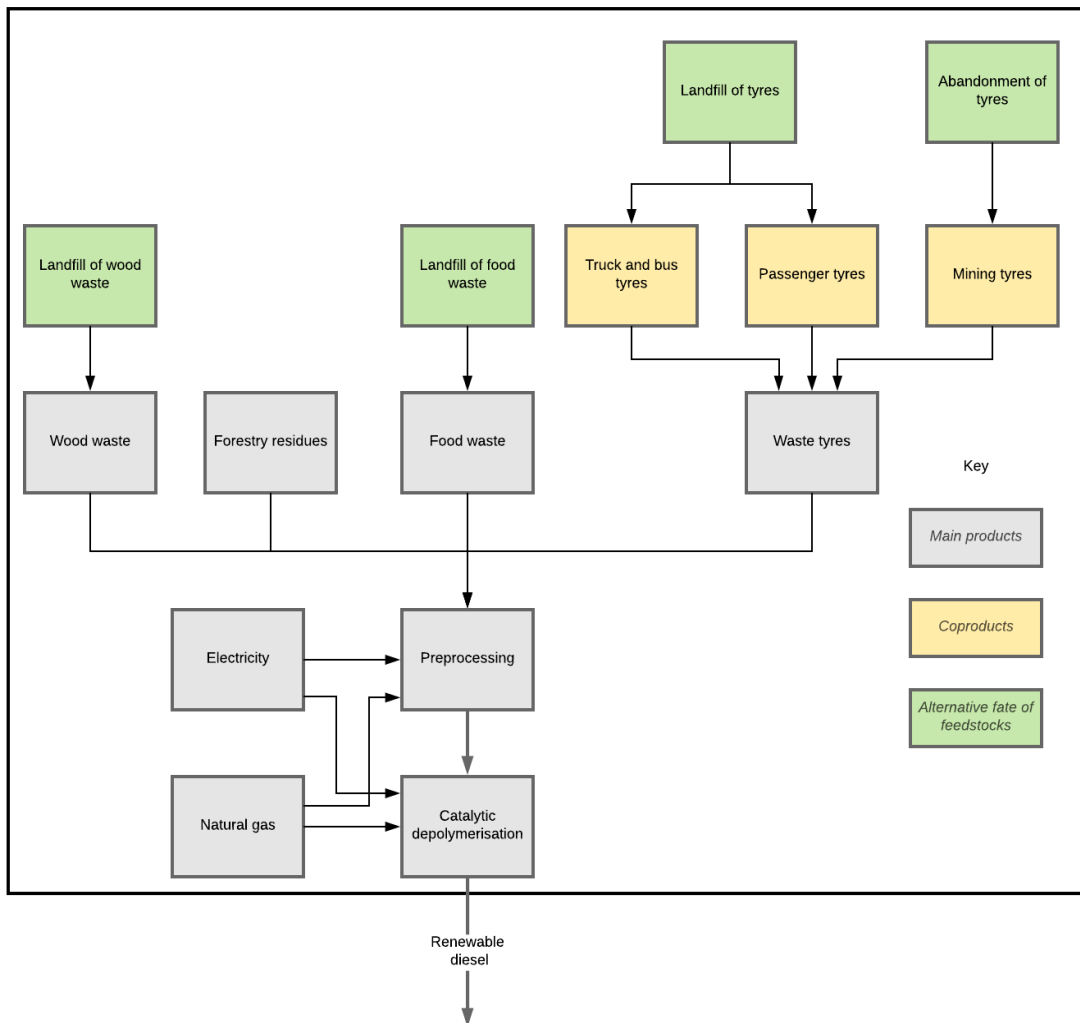 Landfill of tyres
Abandonment of
tyres
Landfill of wood
waste
Landfill of food
waste
Truck and bus
tyres
Passenger tyres
Mining tyres
Wood waste
Forestry residues
Food waste
Waste tyres
Key
Main products
Coproducts
Alternative fate of
feedstocks
Electricity
Preprocessing
Natural gas
Catalytic
depolymerisation
Renewable
diesel